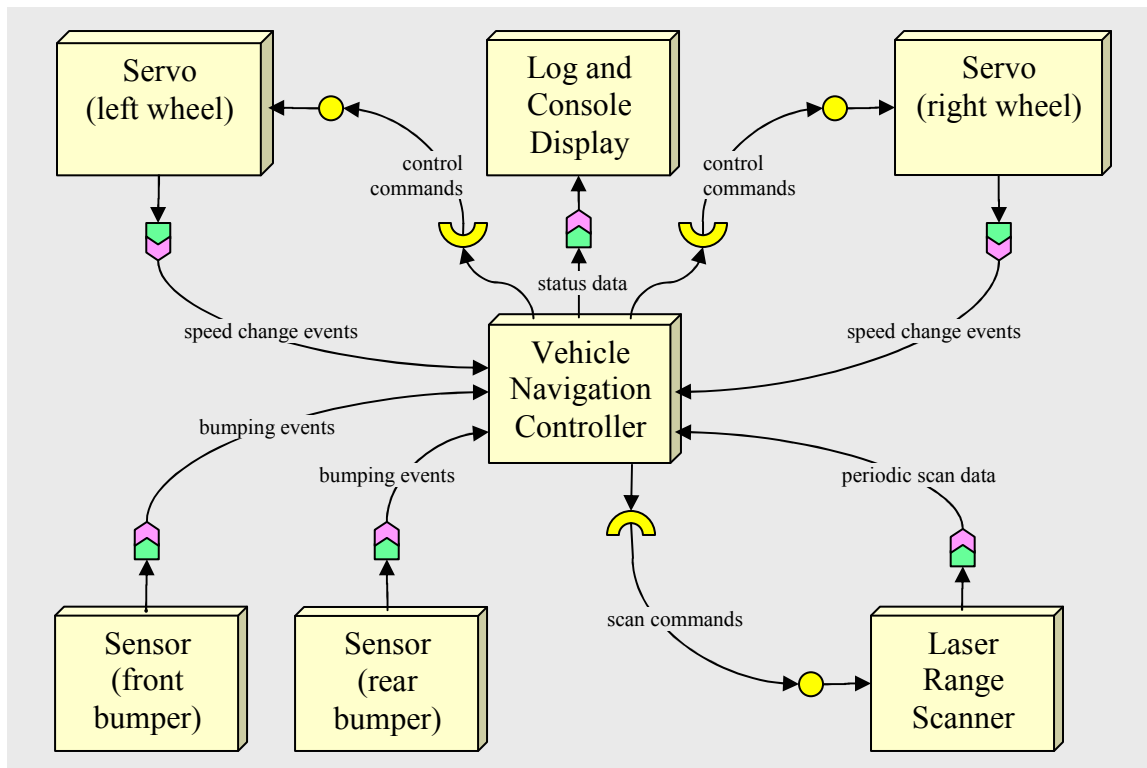 Servo
(left wheel)
Log and
Console
Display
Servo
(right wheel)
control
commands
control
commands
status data
speed change events
speed change events
Vehicle
Navigation
Controller
bumping events
bumping events
periodic scan data
scan commands
Sensor
(front
bumper)
Sensor
(rear
bumper)
Laser
Range
Scanner